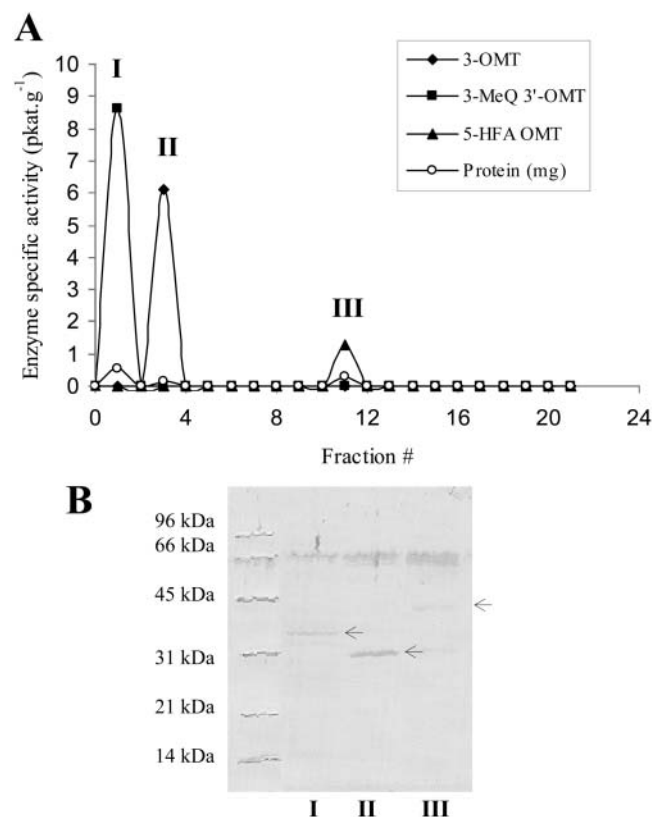 A
I
II
III
3-OMT
3-MeQ 3'-OMT
5-HFA OMT
Protein (mg)
Enzyme specific activity (pkat.g⁻¹)
10
9
8
7
6
5
4
3
2
1
0
0 4 8 12 16 20 24
Fraction #
B
96 kDa
66 kDa
45 kDa
31 kDa
21 kDa
14 kDa
I II III